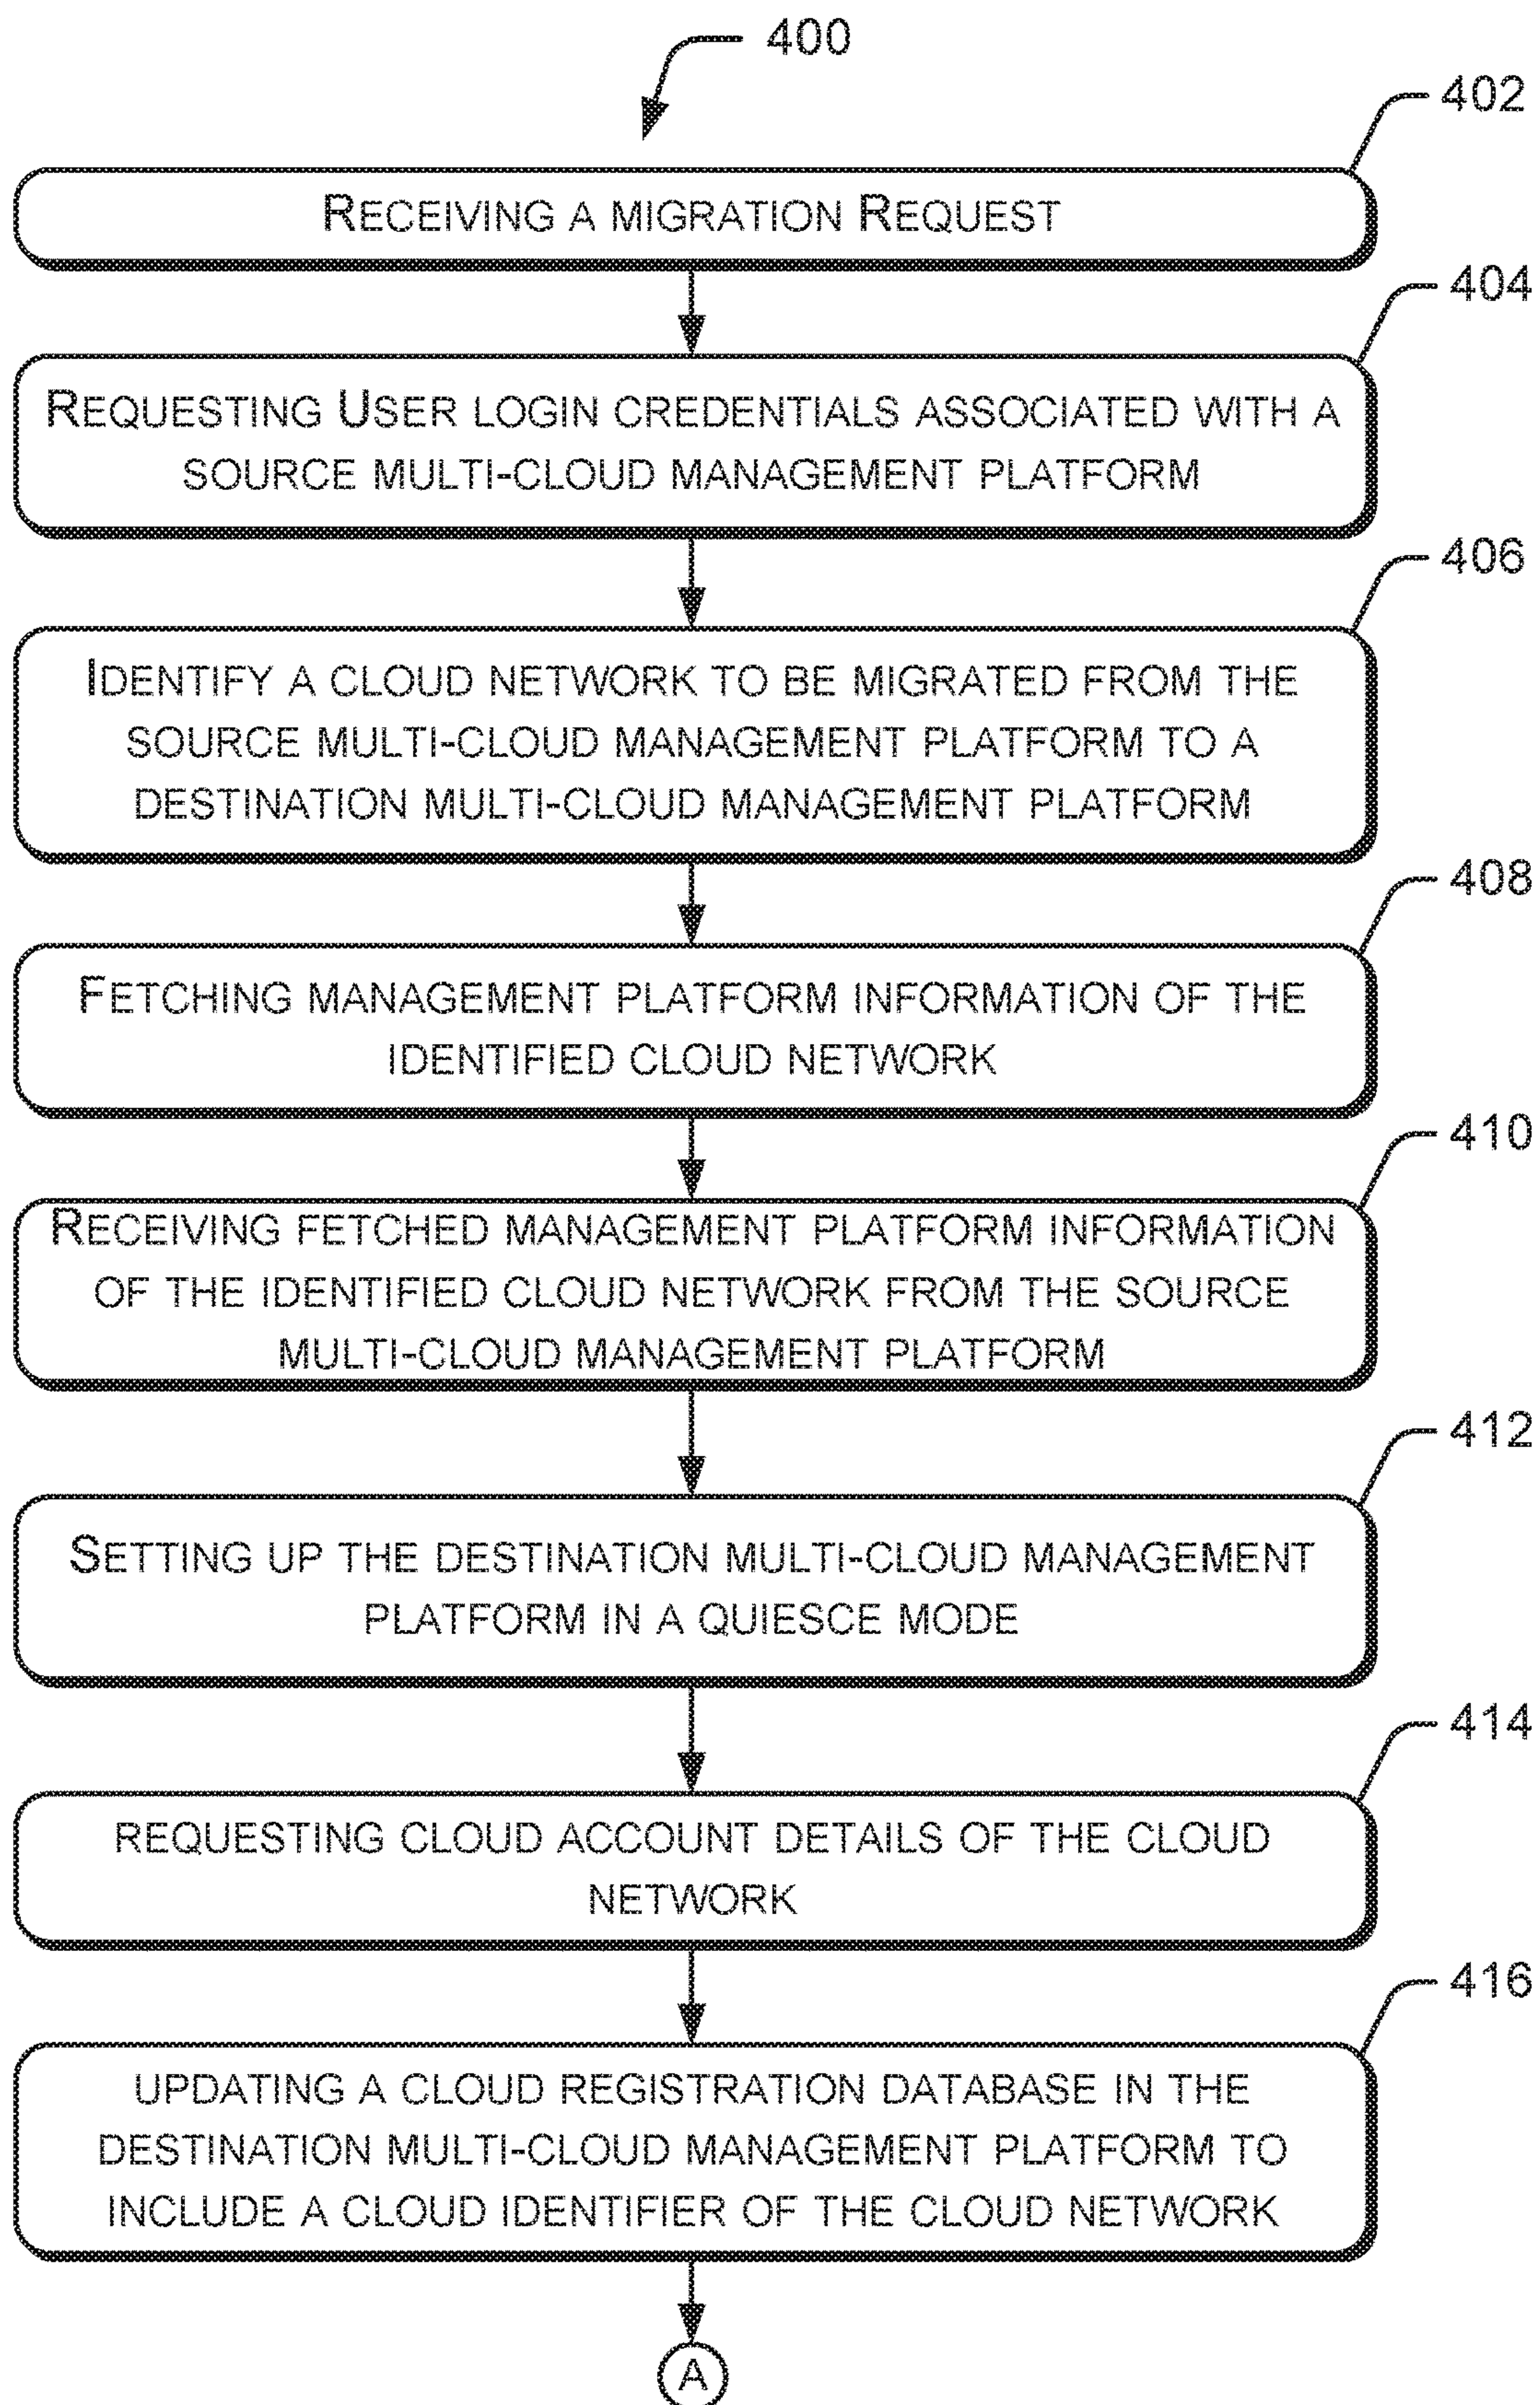 400
402
RECEIVING A MIGRATION REQUEST
404
REQUESTING USER LOGIN CREDENTIALS ASSOCIATED WITH A
SOURCE MULTI-CLOUD MANAGEMENT PLATFORM
406
IDENTIFY A CLOUD NETWORK TO BE MIGRATED FROM THE
SOURCE MULTI-CLOUD MANAGEMENT PLATFORM TO A
DESTINATION MULTI-CLOUD MANAGEMENT PLATFORM
408
FETCHING MANAGEMENT PLATFORM INFORMATION OF THE
IDENTIFIED CLOUD NETWORK
410
RECEIVING FETCHED MANAGEMENT PLATFORM INFORMATION
OF THE IDENTIFIED CLOUD NETWORK FROM THE SOURCE
MULTI-CLOUD MANAGEMENT PLATFORM
412
SETTING UP THE DESTINATION MULTI-CLOUD MANAGEMENT
PLATFORM IN A QUIESCE MODE
414
REQUESTING CLOUD ACCOUNT DETAILS OF THE CLOUD
NETWORK
416
UPDATING A CLOUD REGISTRATION DATABASE IN THE
DESTINATION MULTI-CLOUD MANAGEMENT PLATFORM TO
INCLUDE A CLOUD IDENTIFIER OF THE CLOUD NETWORK
A